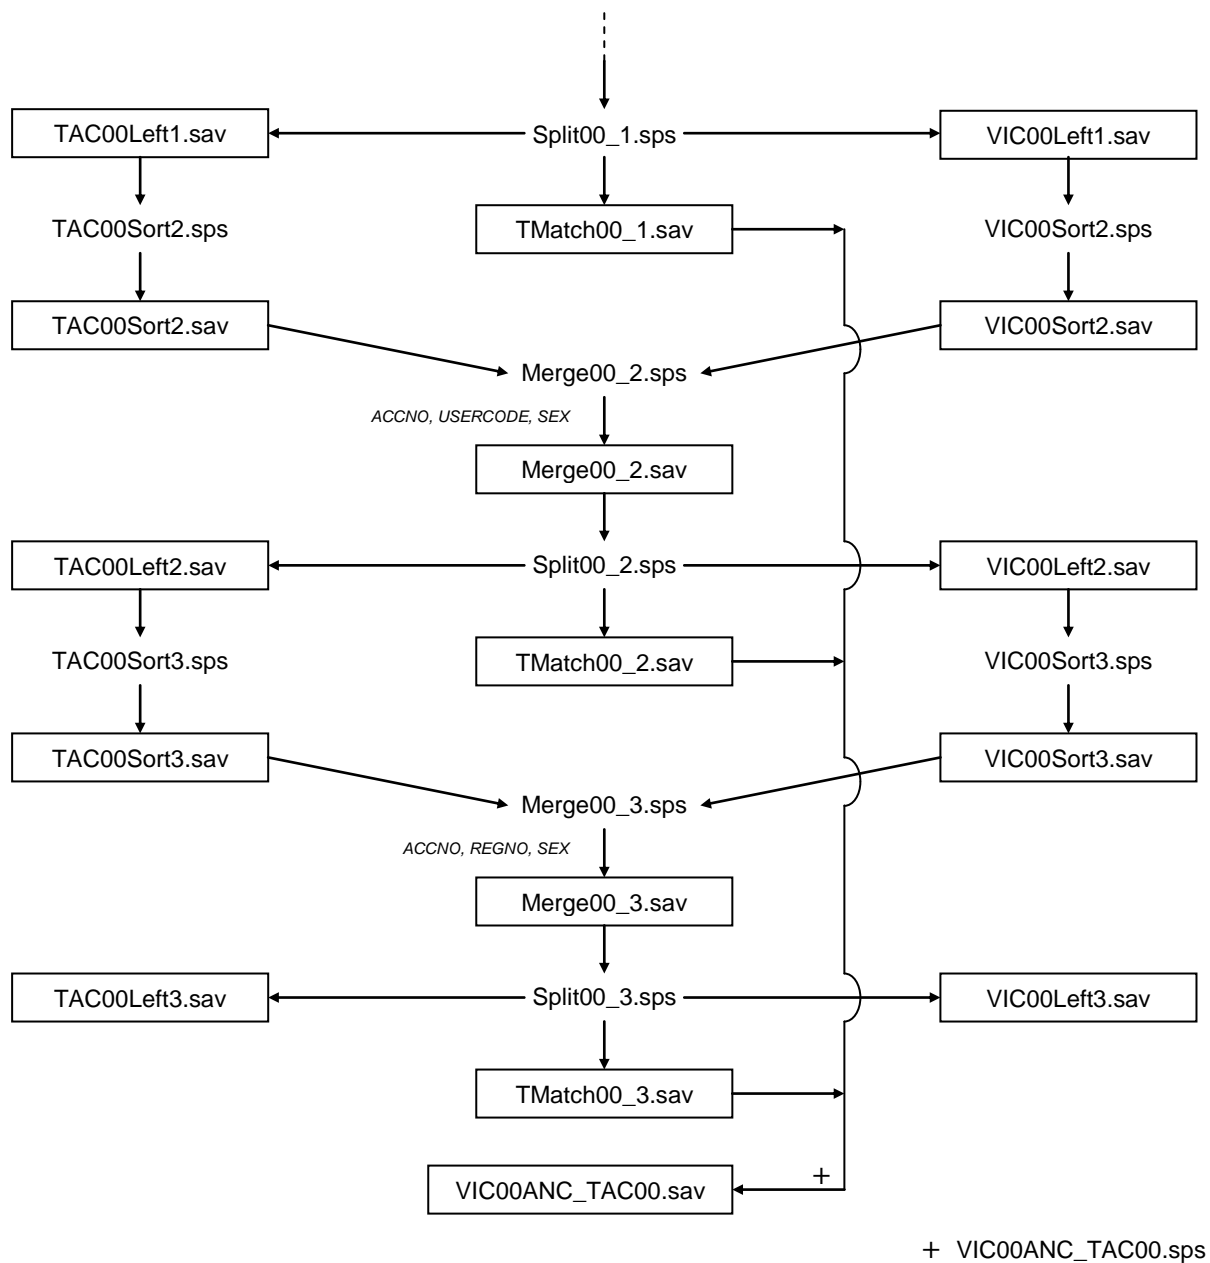 TAC00Left1.sav
Split00_1.sps
VIC00Left1.sav
TAC00Sort2.sps
TMatch00_1.sav
VIC00Sort2.sps
TAC00Sort2.sav
VIC00Sort2.sav
Merge00_2.sps
ACCNO, USERCODE, SEX
Merge00_2.sav
TAC00Left2.sav
Split00_2.sps
VIC00Left2.sav
TAC00Sort3.sps
TMatch00_2.sav
VIC00Sort3.sps
TAC00Sort3.sav
VIC00Sort3.sav
Merge00_3.sps
ACCNO, REGNO, SEX
Merge00_3.sav
TAC00Left3.sav
Split00_3.sps
VIC00Left3.sav
TMatch00_3.sav
+
VIC00ANC_TAC00.sav
+ VIC00ANC_TAC00.sps